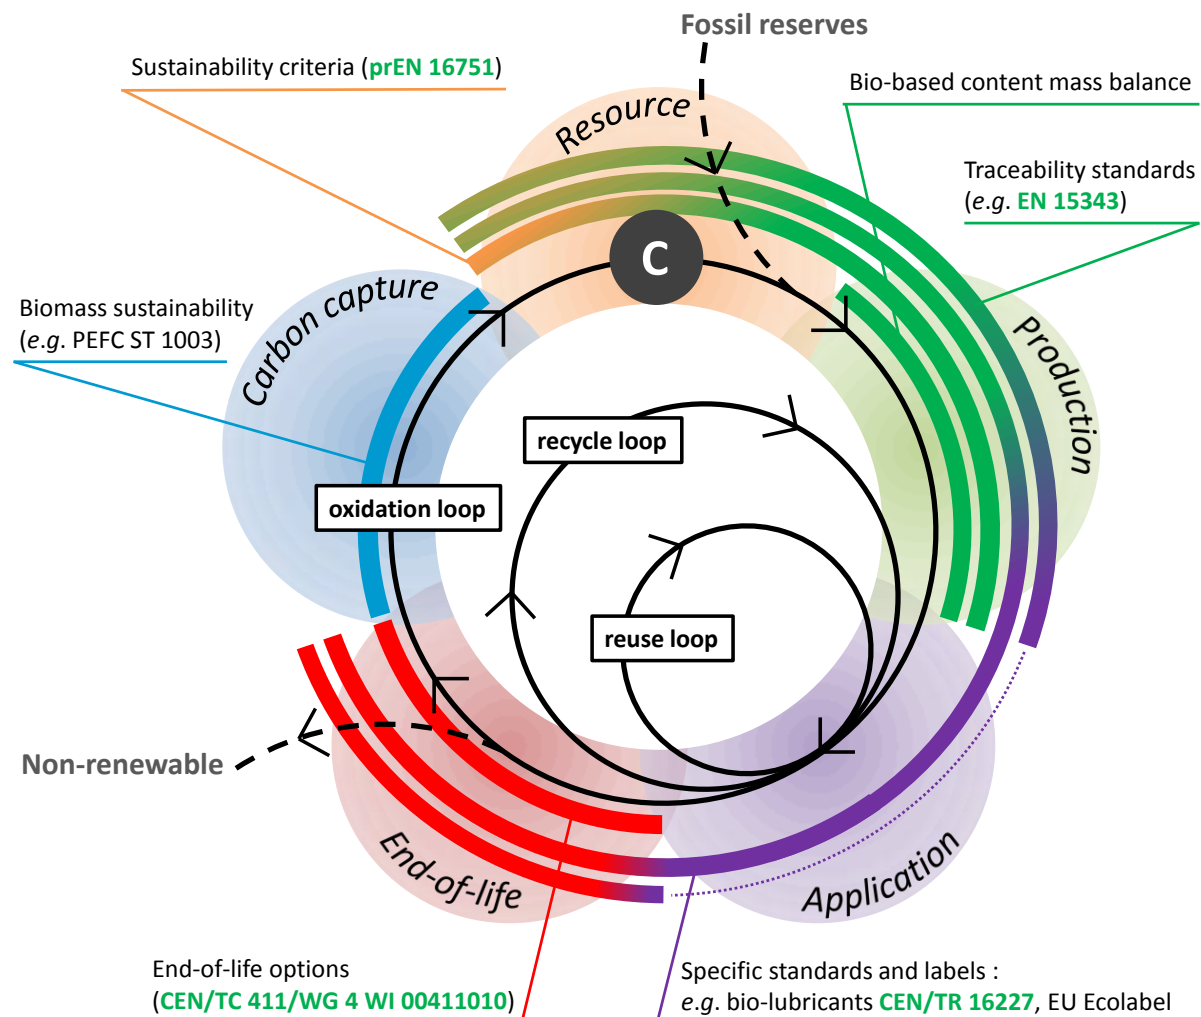 Fossil reserves
Sustainability criteria (prEN 16751)
Bio-based content mass balance
Resource
Traceability standards
(e.g. EN 15343)
C
Carbon capture
Biomass sustainability
(e.g. PEFC ST 1003)
Production
recycle loop
oxidation loop
reuse loop
Non-renewable
End-of-life
Application
End-of-life options
(CEN/TC 411/WG 4 WI 00411010)
Specific standards and labels :
e.g. bio-lubricants CEN/TR 16227, EU Ecolabel